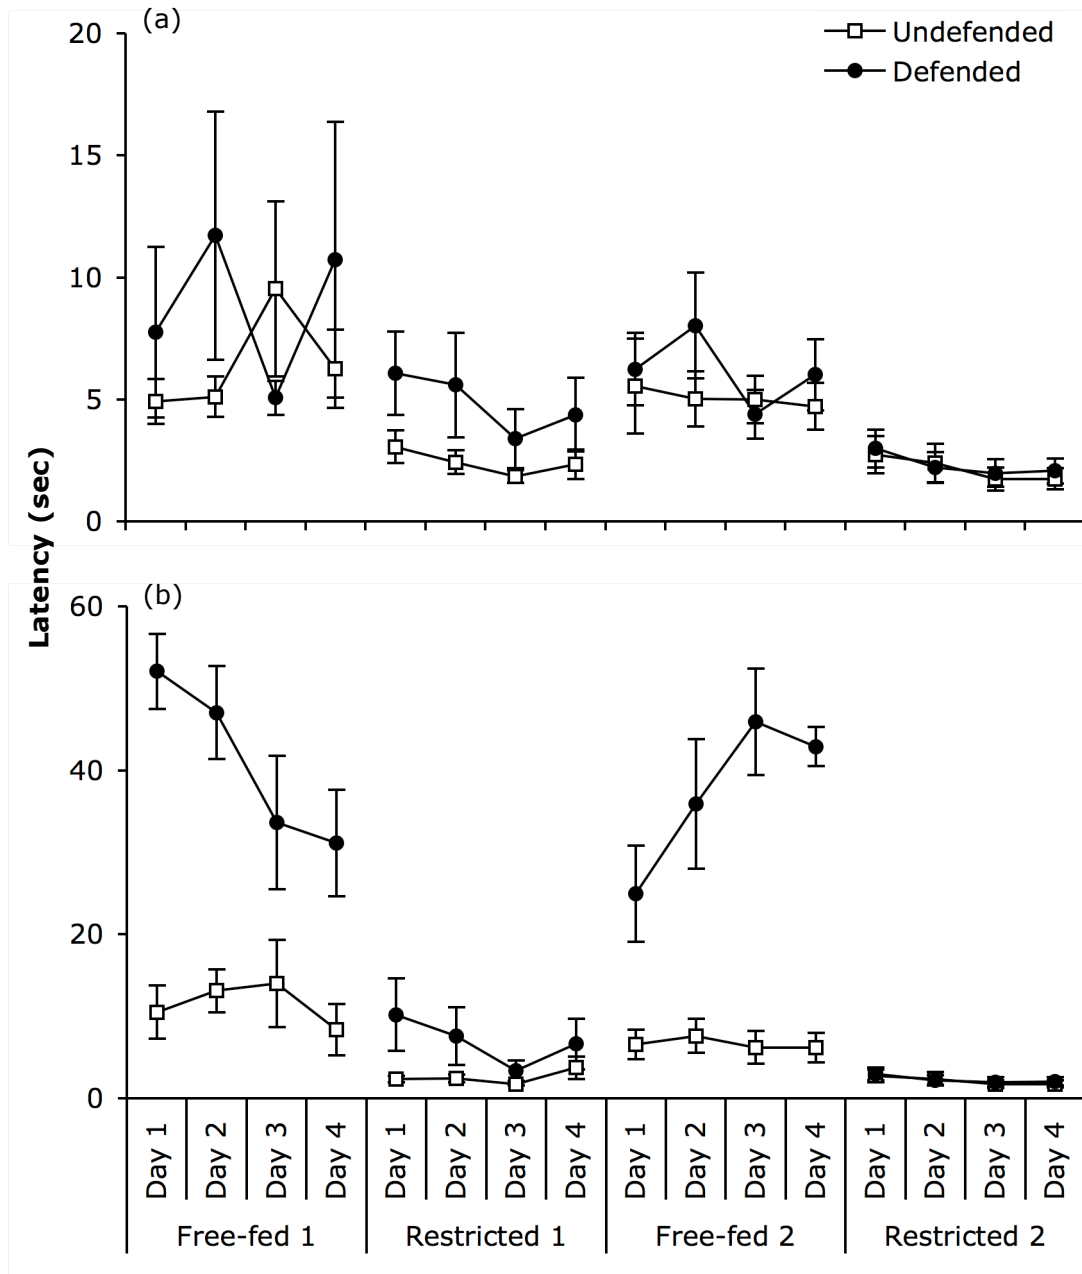 (a)
Undefended
Defended
20
15
10
5
0
Latency (sec)
(b)
60
40
20
0
Day 1
Day 2
Day 3
Day 4
Day 1
Day 2
Day 3
Day 4
Day 1
Day 2
Day 3
Day 4
Day 1
Day 2
Day 3
Day 4
Free-fed 1
Restricted 1
Free-fed 2
Restricted 2